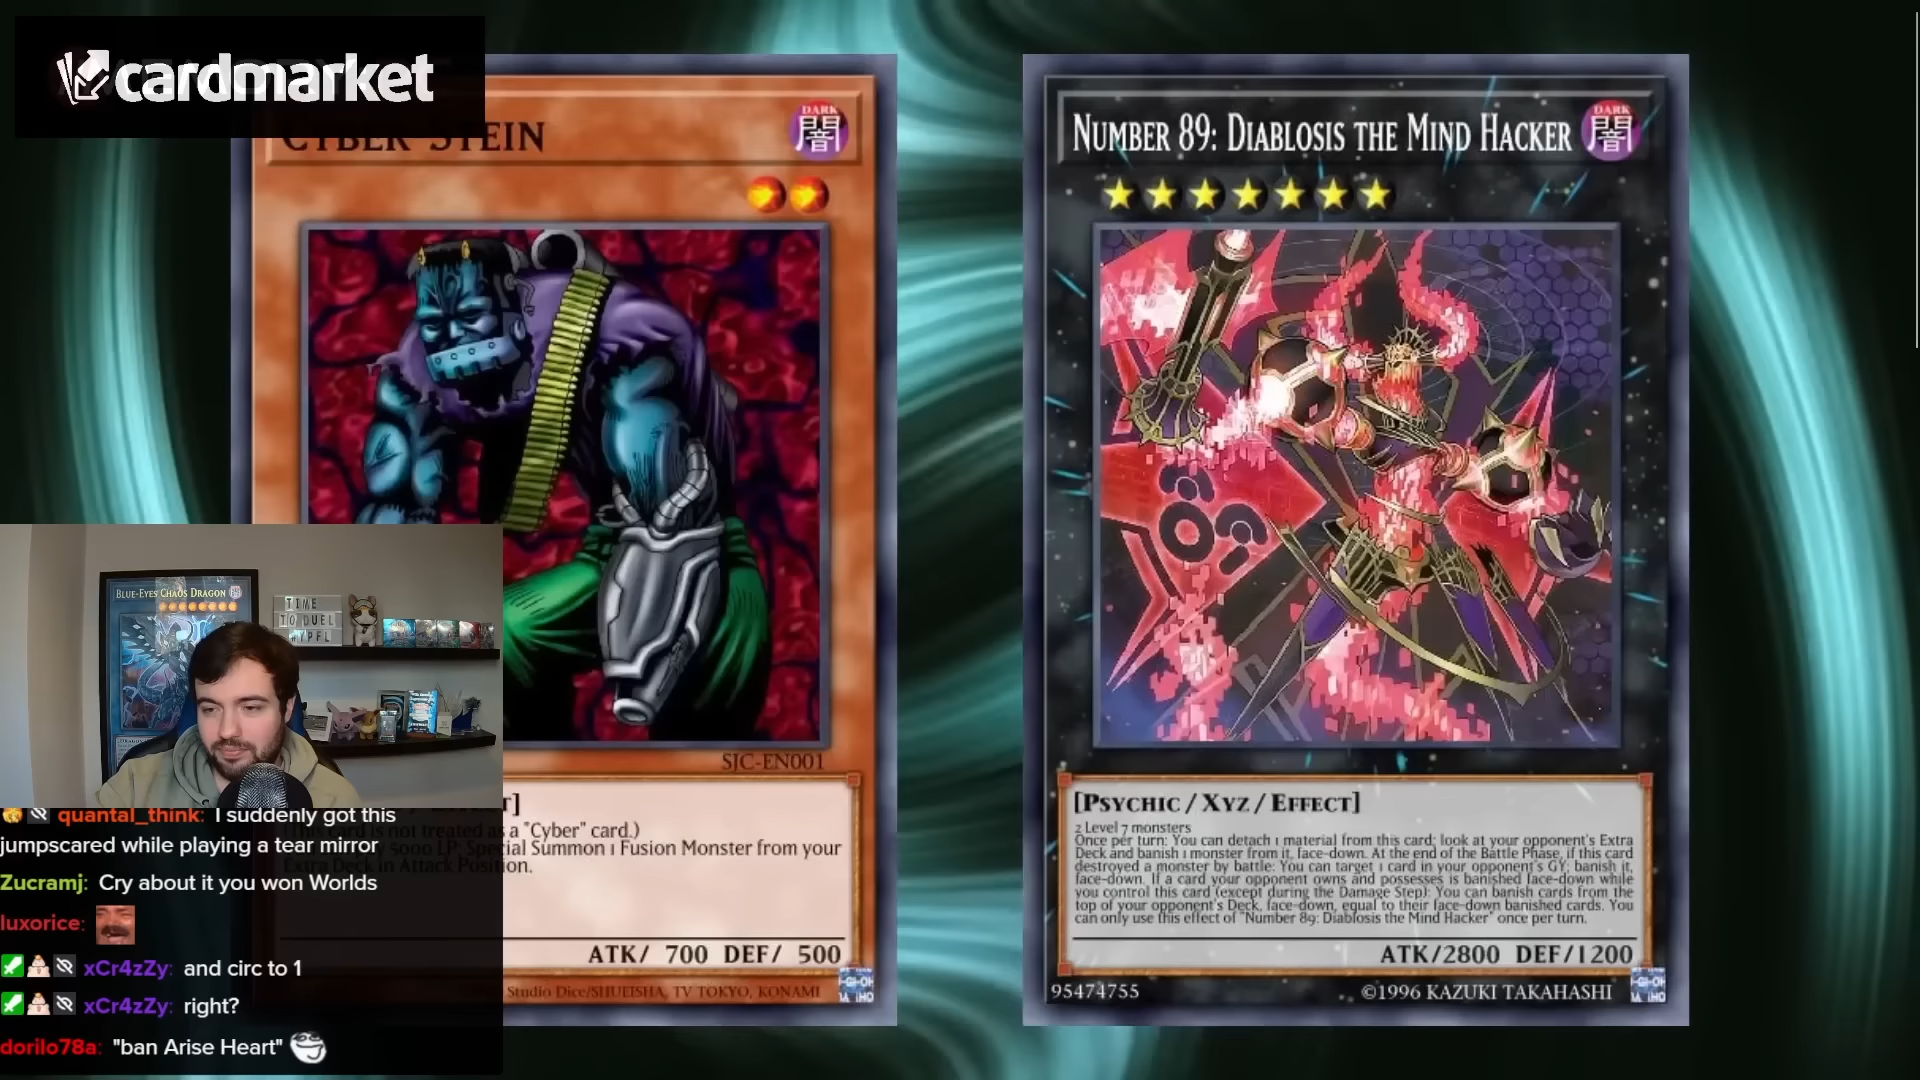 cardmarket
CYBER-STEIN
DARK
闇
SJC-EN001
(This card is not treated as a "Cyber" card.)
5000 LP; Special Summon 1 Fusion Monster from your
Extra Deck in Attack Position.
ATK/ 700 DEF/ 500
Studio Dice/SHUEISHA, TV TOKYO, KONAMI
NUMBER 89: DIABLOSIS THE MIND HACKER
DARK
闇
[PSYCHIC / XYZ / EFFECT]
2 Level 7 monsters
Once per turn: You can detach 1 material from this card; look at your opponent's Extra
Deck and banish 1 monster from it, face-down. At the end of the Battle Phase, if this card
destroyed a monster by battle: You can target 1 card in your opponent's GY; banish it,
face-down. If a card your opponent owns and possesses is banished face-down while
you control this card (except during the Damage Step): You can banish cards from the
top of your opponent's Deck, face-down, equal to their face-down banished cards. You
can only use this effect of "Number 89: Diablosis the Mind Hacker" once per turn.
ATK/2800 DEF/1200
95474755
©1996 KAZUKI TAKAHASHI
BLUE-EYES CHAOS DRAGON
TIME
TO DUEL
#YPFL
quantal_think: I suddenly got this
jumpscared while playing a tear mirror
Zucramj: Cry about it you won Worlds
luxorice:
xCr4zZy: and circ to 1
xCr4zZy: right?
dorilo78a: "ban Arise Heart"